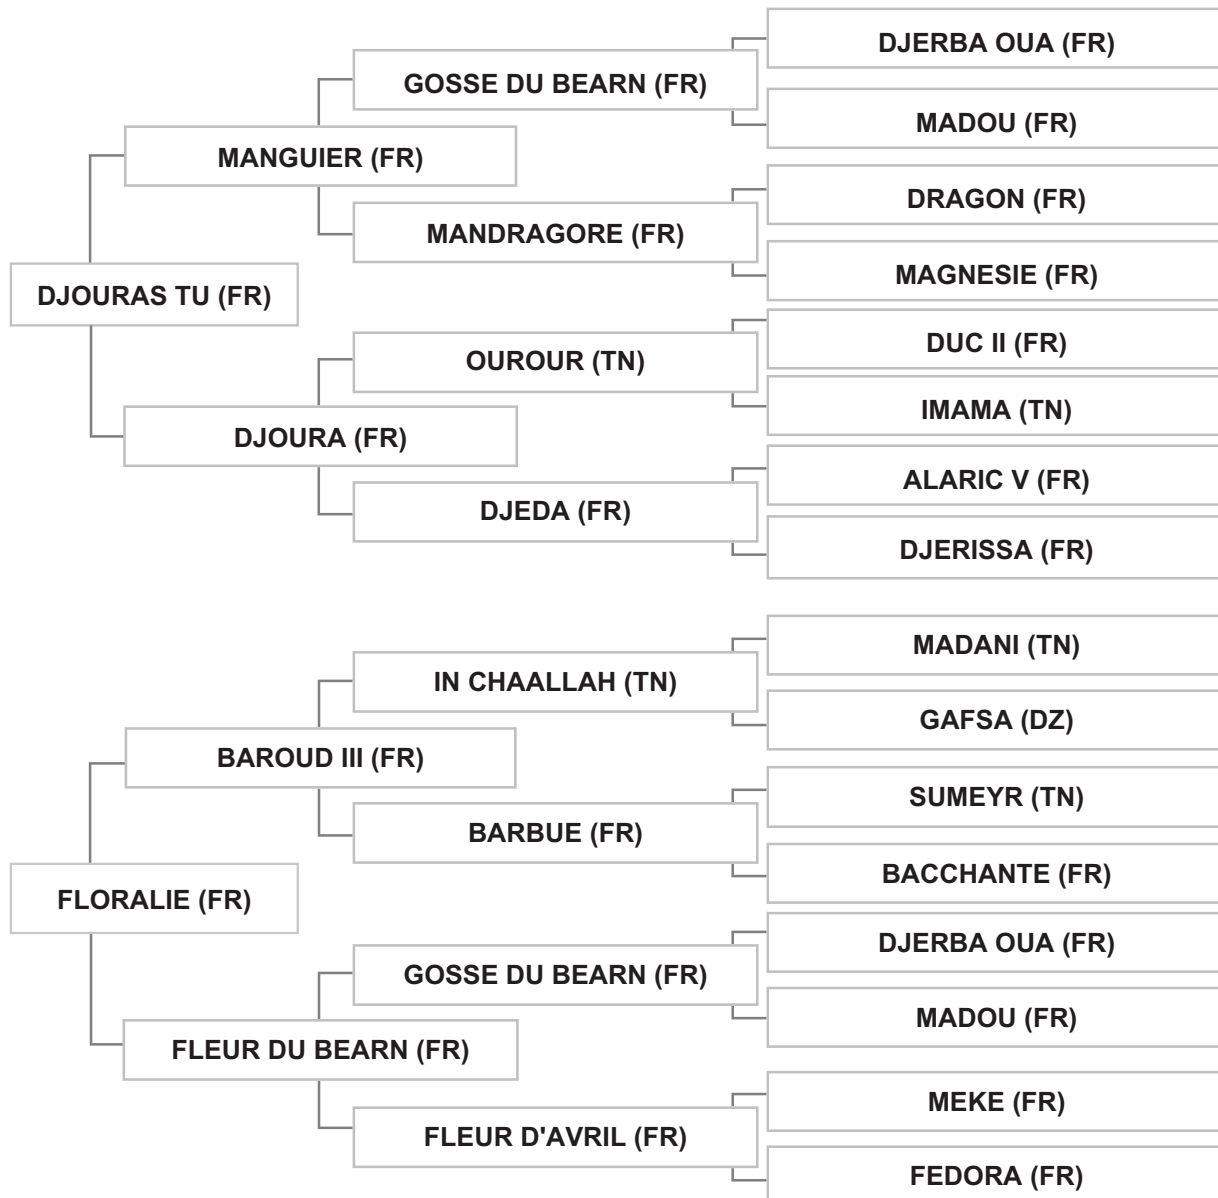 DJERBA OUA (FR)
GOSSE DU BEARN (FR)
MADOU (FR)
MANGUIER (FR)
DRAGON (FR)
MANDRAGORE (FR)
MAGNESIE (FR)
DJOURAS TU (FR)
DUC II (FR)
OUROUR (TN)
IMAMA (TN)
DJOURA (FR)
ALARIC V (FR)
DJEDA (FR)
DJERISSA (FR)
MADANI (TN)
IN CHAALLAH (TN)
GAFSA (DZ)
BAROUD III (FR)
SUMEYR (TN)
BARBUE (FR)
BACCHANTE (FR)
FLORALIE (FR)
DJERBA OUA (FR)
GOSSE DU BEARN (FR)
MADOU (FR)
FLEUR DU BEARN (FR)
MEKE (FR)
FLEUR D'AVRIL (FR)
FEDORA (FR)